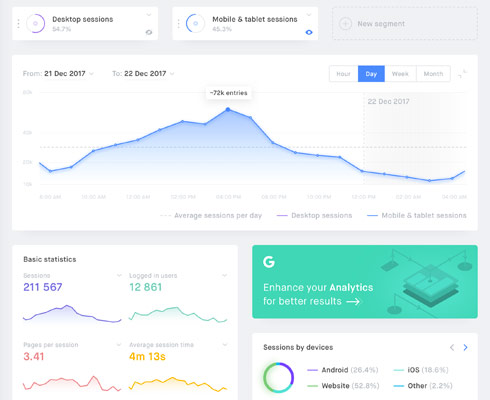 Desktop sessions
54.7%
Mobile & tablet sessions
45.3%
New segment
From: 21 Dec 2017
To: 22 Dec 2017
Hour
Day
Week
Month
~72k entries
22 Dec 2017
Average sessions per day
Desktop sessions
Mobile & tablet sessions
Basic statistics
Sessions
211 567
Logged in users
12 861
Pages per session
3.41
Average session time
4m 13s
G
Enhance your Analytics
for better results
Sessions by devices
Android (26.4%)
iOS (18.6%)
Website (52.8%)
Other (2.2%)